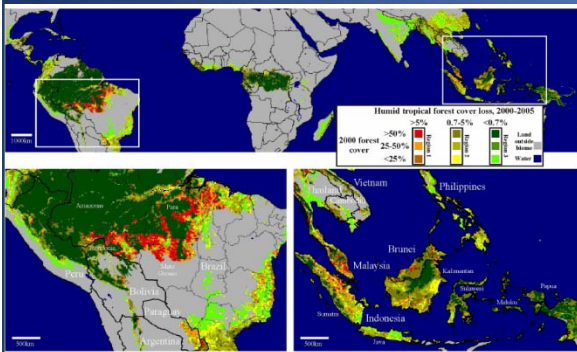 1000km
Humid tropical forest cover loss, 2000-2005
>5% 0.7-5% <0.7%
2000 forest
cover
>50%
25-50%
<25%
Region 1
Region 2
Region 3
Land
outside
biome
Water
Amazonas
Para
Rondonia
Mato
Grosso
Peru
Brazil
Bolivia
Paraguay
Argentina
500km
Thailand
Vietnam
Cambodia
Philippines
Brunei
Malaysia
Kalimantan
Sulawesi
Maluku
Papua
Sumatra
Indonesia
Java
500km